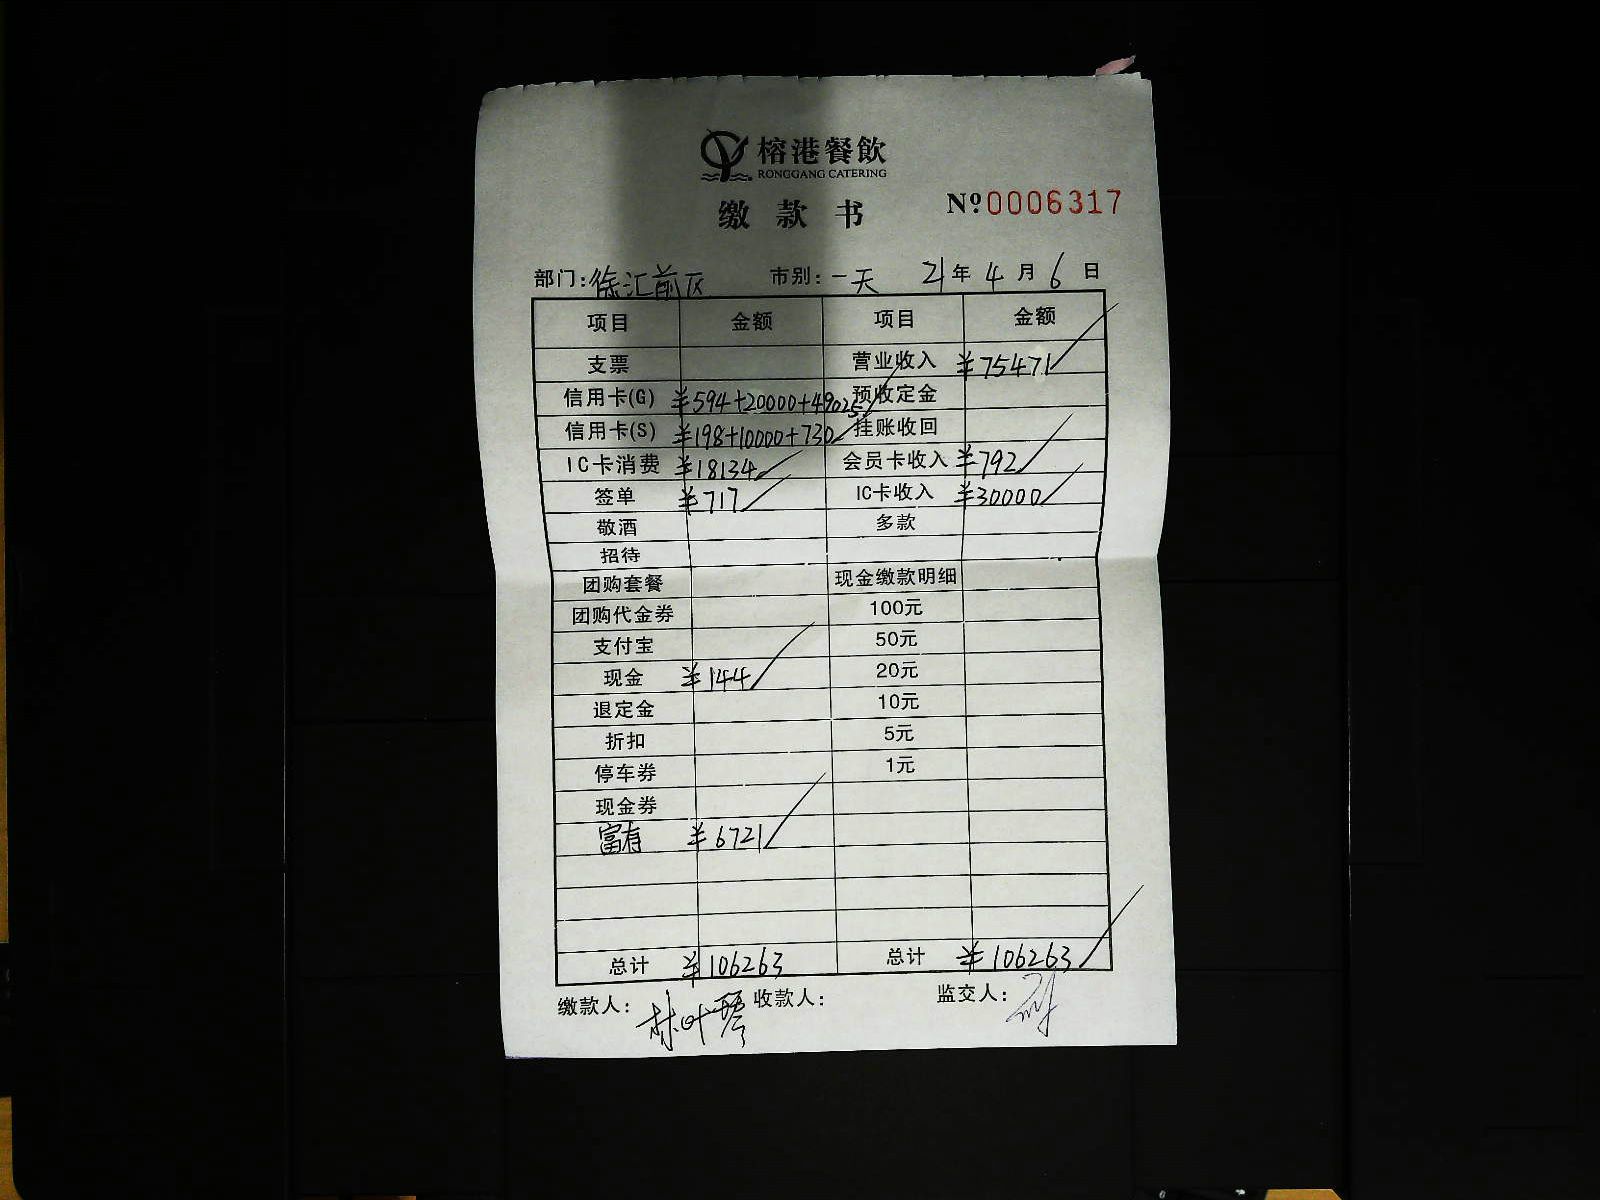 榕港餐飲
RONGGANG CATERING
缴款书
Nº0006317
部门:徐汇前区 市别:一天 21年4月6日
项目 金额 项目 金额
支票 营业收入 ¥75471
信用卡(G) ¥594+20000+49025 预收定金
信用卡(S) ¥198+10000+730 挂账收回
IC卡消费 ¥18134 会员卡收入 ¥792
签单 ¥717 IC卡收入 ¥30000
敬酒 多款
招待
团购套餐 现金缴款明细
团购代金券 100元
支付宝 50元
现金 ¥144 20元
退定金 10元
折扣 5元
停车券 1元
现金券
富有 ¥6721
总计 ¥106263 总计 ¥106263
缴款人:林叶琴 收款人: 监交人: